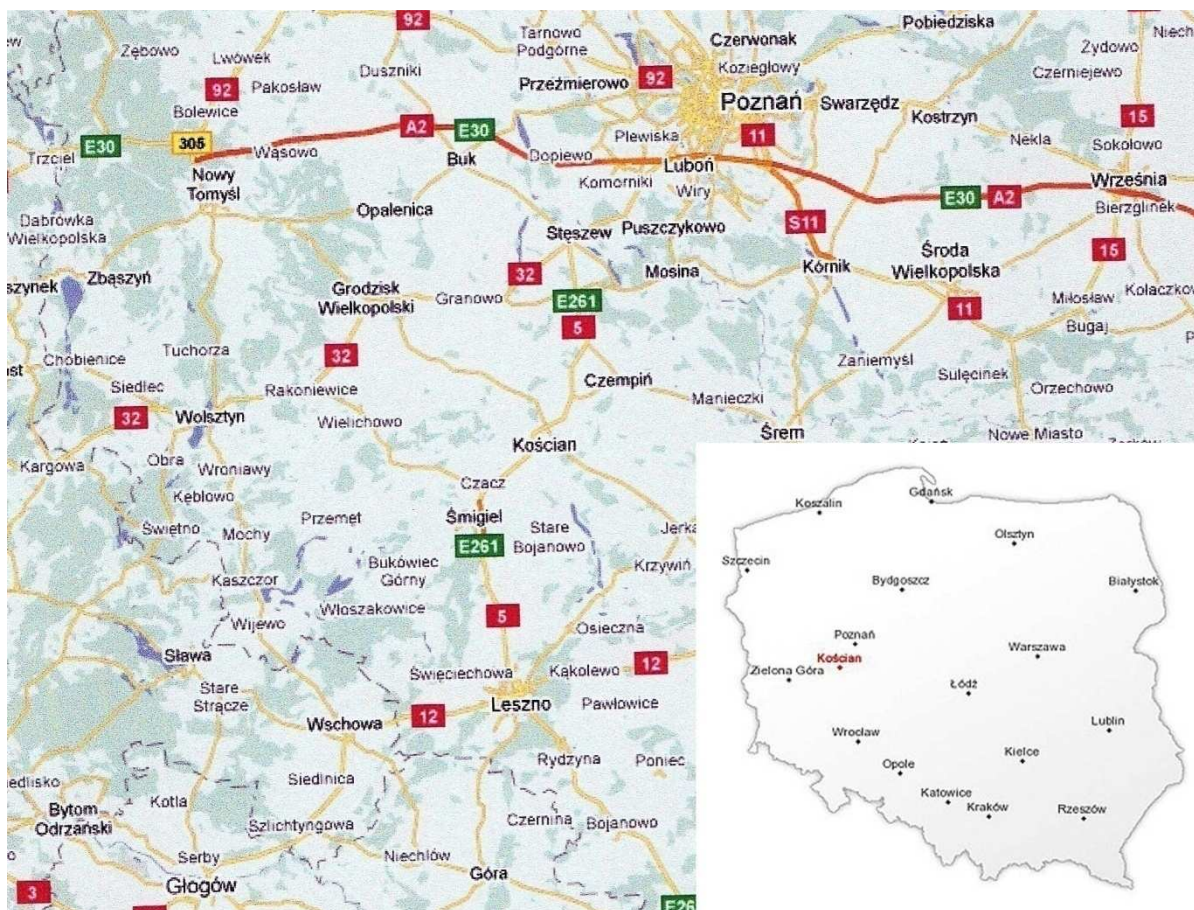 92
Zębowo
Lwówek
Duszniki
Tarnowo
Podgórne
Czerwonak
Koziegłowy
Pobiedziska
Żydowo
Czerniejewo
92
Pakosław
Bolewice
Przeźmierowo
92
Poznań
Swarzędz
Kostrzyn
15
Trzciel
E30
305
Wąsowo
A2
E30
Buk
Plewiska
11
Dopiewo
Luboń
Komorniki
Wiry
Nekla
Sokołowo
Września
Bierzglinek
E30
A2
Nowy
Tomyśl
Opalenica
Dabrówka
Wielkopolska
Stęszew
Puszczykowo
S11
Środa
Wielkopolska
15
Zbąszyń
Grodzisk
Wielkopolski
Granowo
32
E261
5
Mosina
Kórnik
11
Miłosław
Bugaj
Chobienice
Tuchorza
32
Siedlec
32
Wolsztyn
Rakoniewice
Wielichowo
Czempiń
Manieczki
Zaniemyśl
Sulęcinek
Orzechowo
Śrem
Nowe Miasto
Kargowa
Obra
Wroniawy
Kębłowo
Kościan
Czacz
Świętno
Mochy
Przemęt
Śmigiel
E261
Stare
Bojanowo
Kaszczor
Bukówiec
Górny
Krzywiń
Włoszakowice
Wijewo
5
Osieczna
Sława
Święciechowa
Kąkolewo
12
Stare
Strącze
Wschowa
12
Leszno
Pawłowice
Rydzyna
Poniec
Siedlnica
Bytom
Odrzański
Kotla
Szlichtyngowa
Czernina
Bojanowo
Serby
Niechlów
Głogów
Góra
3
5
Koszalin
Gdańsk
Olsztyn
Szczecin
Bydgoszcz
Białystok
Poznań
Kościan
Warszawa
Zielona Góra
Łódź
Wrocław
Lublin
Opole
Kielce
Katowice
Kraków
Rzeszów